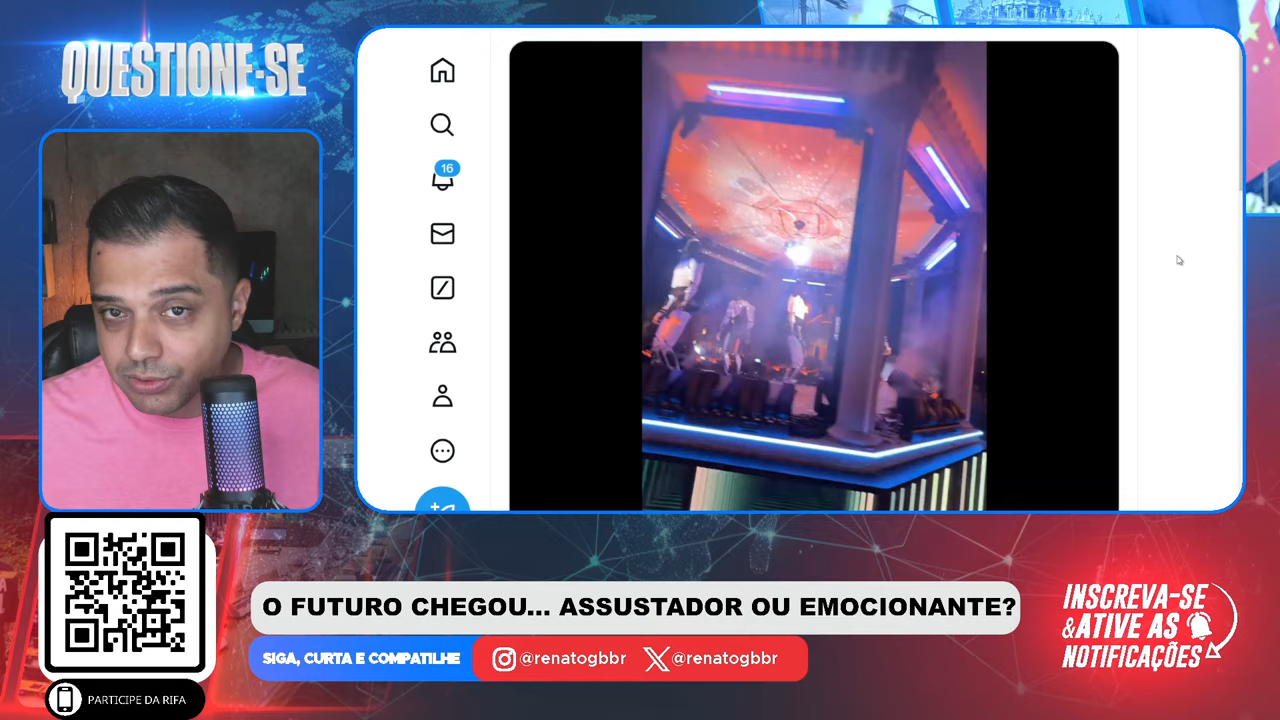 QUESTIONE-SE
16
O FUTURO CHEGOU... ASSUSTADOR OU EMOCIONANTE?
SIGA, CURTA E COMPATILHE
@renatogbbr
@renatogbbr
INSCREVA-SE
&ATIVE AS
NOTIFICAÇÕES
PARTICIPE DA RIFA